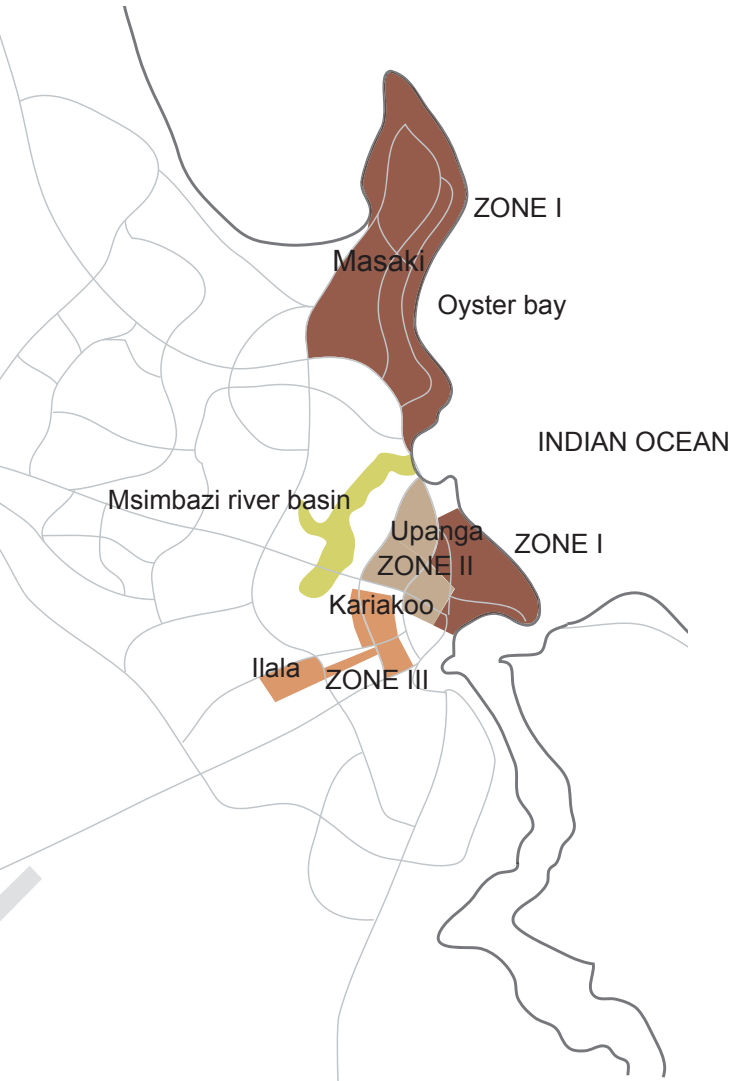 ZONE I
Masaki
Oyster bay
INDIAN OCEAN
Msimbazi river basin
Upanga
ZONE I
ZONE II
Kariakoo
Ilala
ZONE III